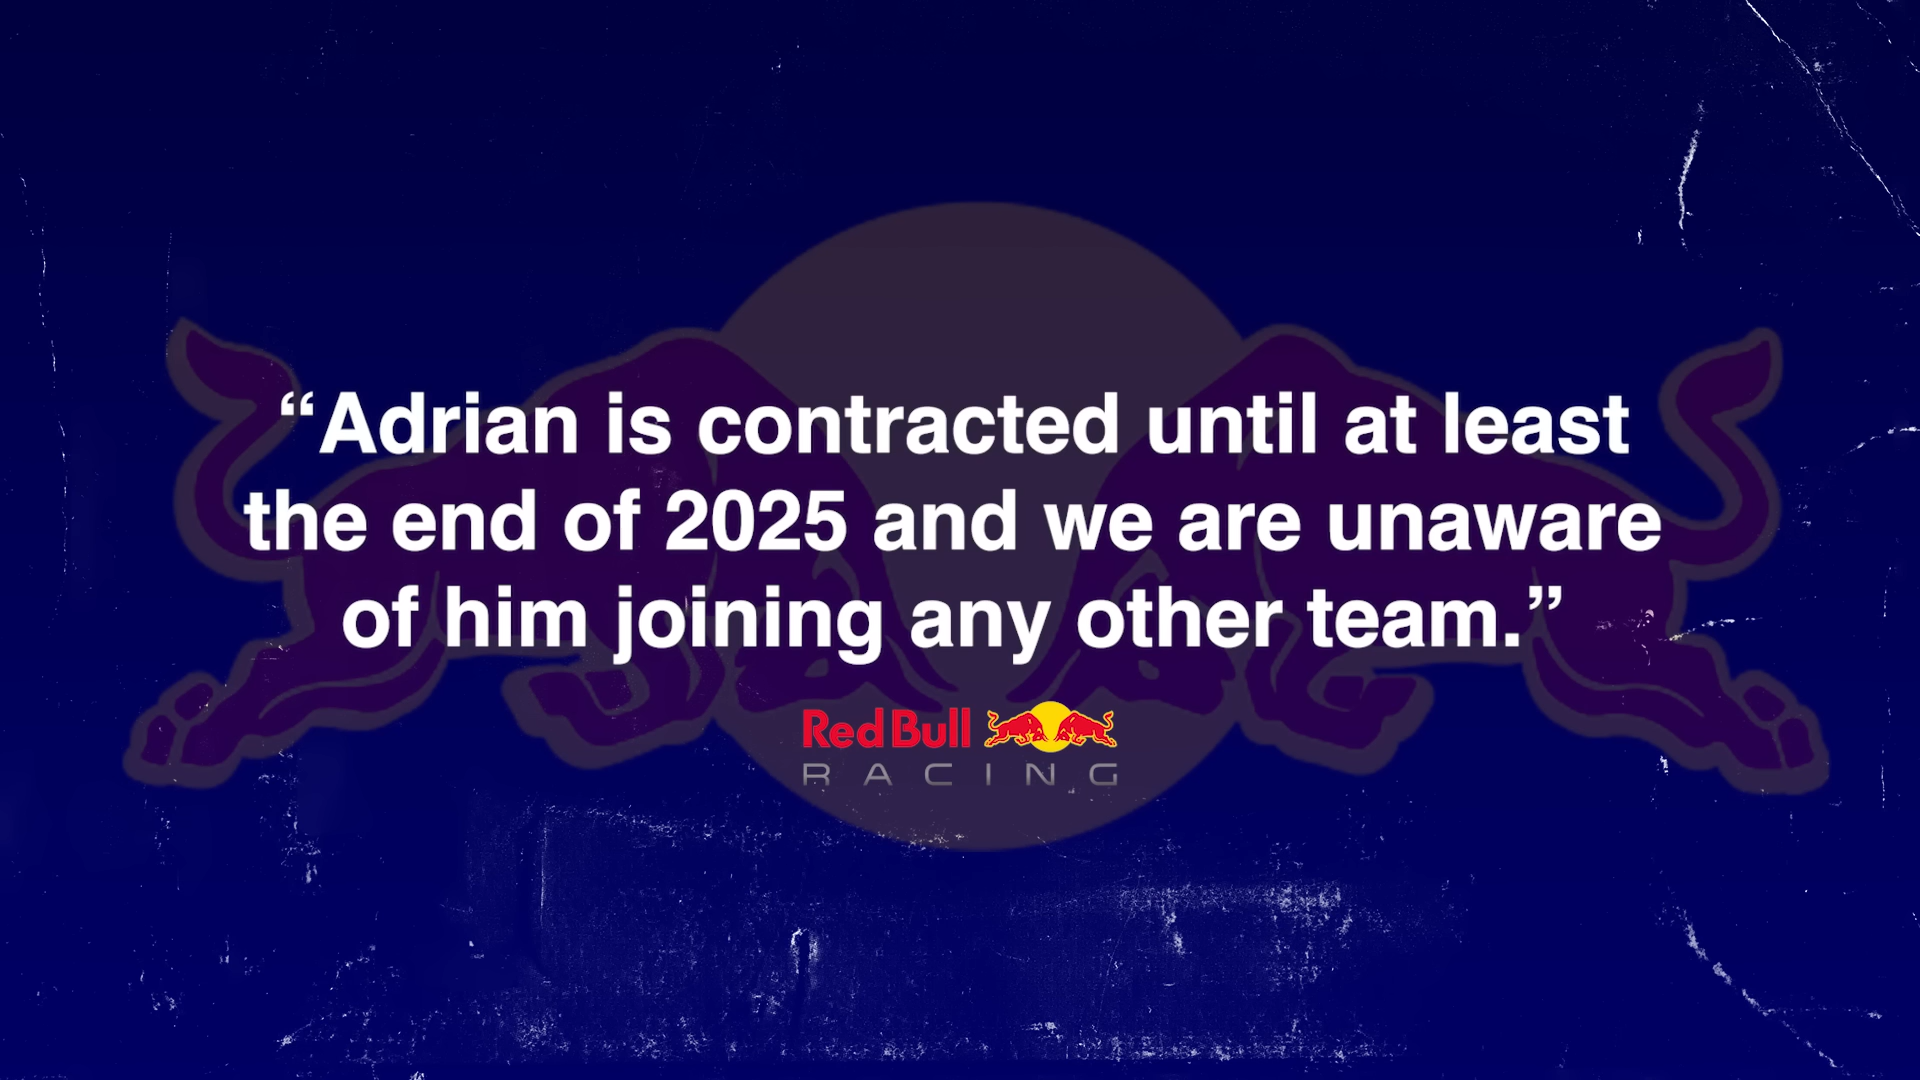 “Adrian is contracted until at least
the end of 2025 and we are unaware
of him joining any other team.”
Red Bull
RACING